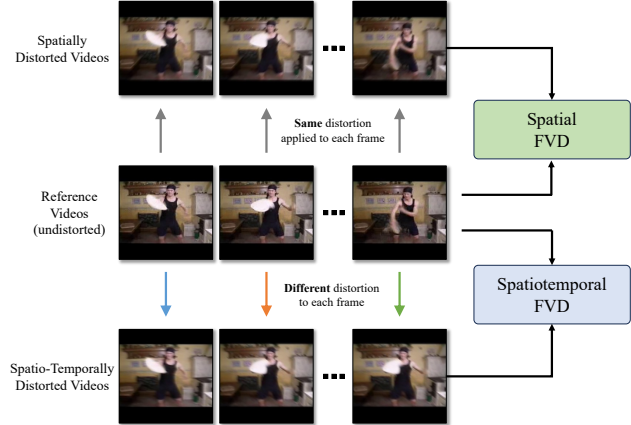 Spatially
Distorted Videos
Same distortion
applied to each frame
Spatial
FVD
Reference
Videos
(undistorted)
Different distortion
to each frame
Spatiotemporal
FVD
Spatio-Temporally
Distorted Videos